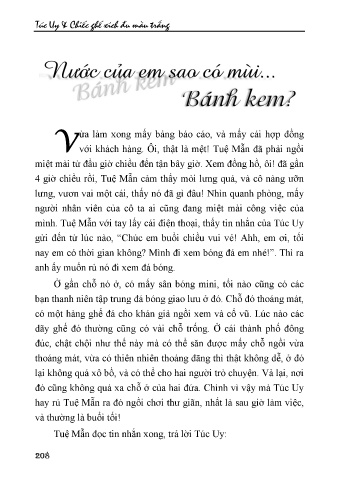 Túc Uy & Chiếc ghế xích đu màu trắng
Nước của em sao có mùi...
Bánh kem?
Vừa làm xong mấy bảng báo cáo, và mấy cái hợp đồng
với khách hàng. Ôi, thật là mệt! Tuệ Mẫn đã phải ngồi
miệt mài từ đầu giờ chiều đến tận bây giờ. Xem đồng hồ, ôi! đã gần
4 giờ chiều rồi, Tuệ Mẫn cảm thấy mỏi lưng quá, và cô nàng ưỡn
lưng, vươn vai một cái, thấy nó đã gì đâu! Nhìn quanh phòng, mấy
người nhân viên của cô ta ai cũng đang miệt mài công việc của
mình. Tuệ Mẫn với tay lấy cái điện thoại, thấy tin nhắn của Túc Uy
gửi đến từ lúc nào, “Chúc em buổi chiều vui vẻ! Ahh, em ơi, tối
nay em có thời gian không? Mình đi xem bóng đá em nhé!”. Thì ra
anh ấy muốn rủ nó đi xem đá bóng.
Ở gần chỗ nó ở, có mấy sân bóng mini, tối nào cũng có các
bạn thanh niên tập trung đá bóng giao lưu ở đó. Chỗ đó thoáng mát,
có một hàng ghế đá cho khán giả ngồi xem và cổ vũ. Lúc nào các
dãy ghế đó thường cũng có vài chỗ trống. Ở cái thành phố đông
đúc, chật chội như thế này mà có thể săn được mấy chỗ ngồi vừa
thoáng mát, vừa có thiên nhiên thoáng đãng thì thật không dễ, ở đó
lại không quá xô bồ, và có thể cho hai người trò chuyện. Và lại, nơi
đó cũng không quá xa chỗ ở của hai đứa. Chính vì vậy mà Túc Uy
hay rủ Tuệ Mẫn ra đó ngồi chơi thư giãn, nhất là sau giờ làm việc,
và thường là buổi tối!
Tuệ Mẫn đọc tin nhắn xong, trả lời Túc Uy:
208